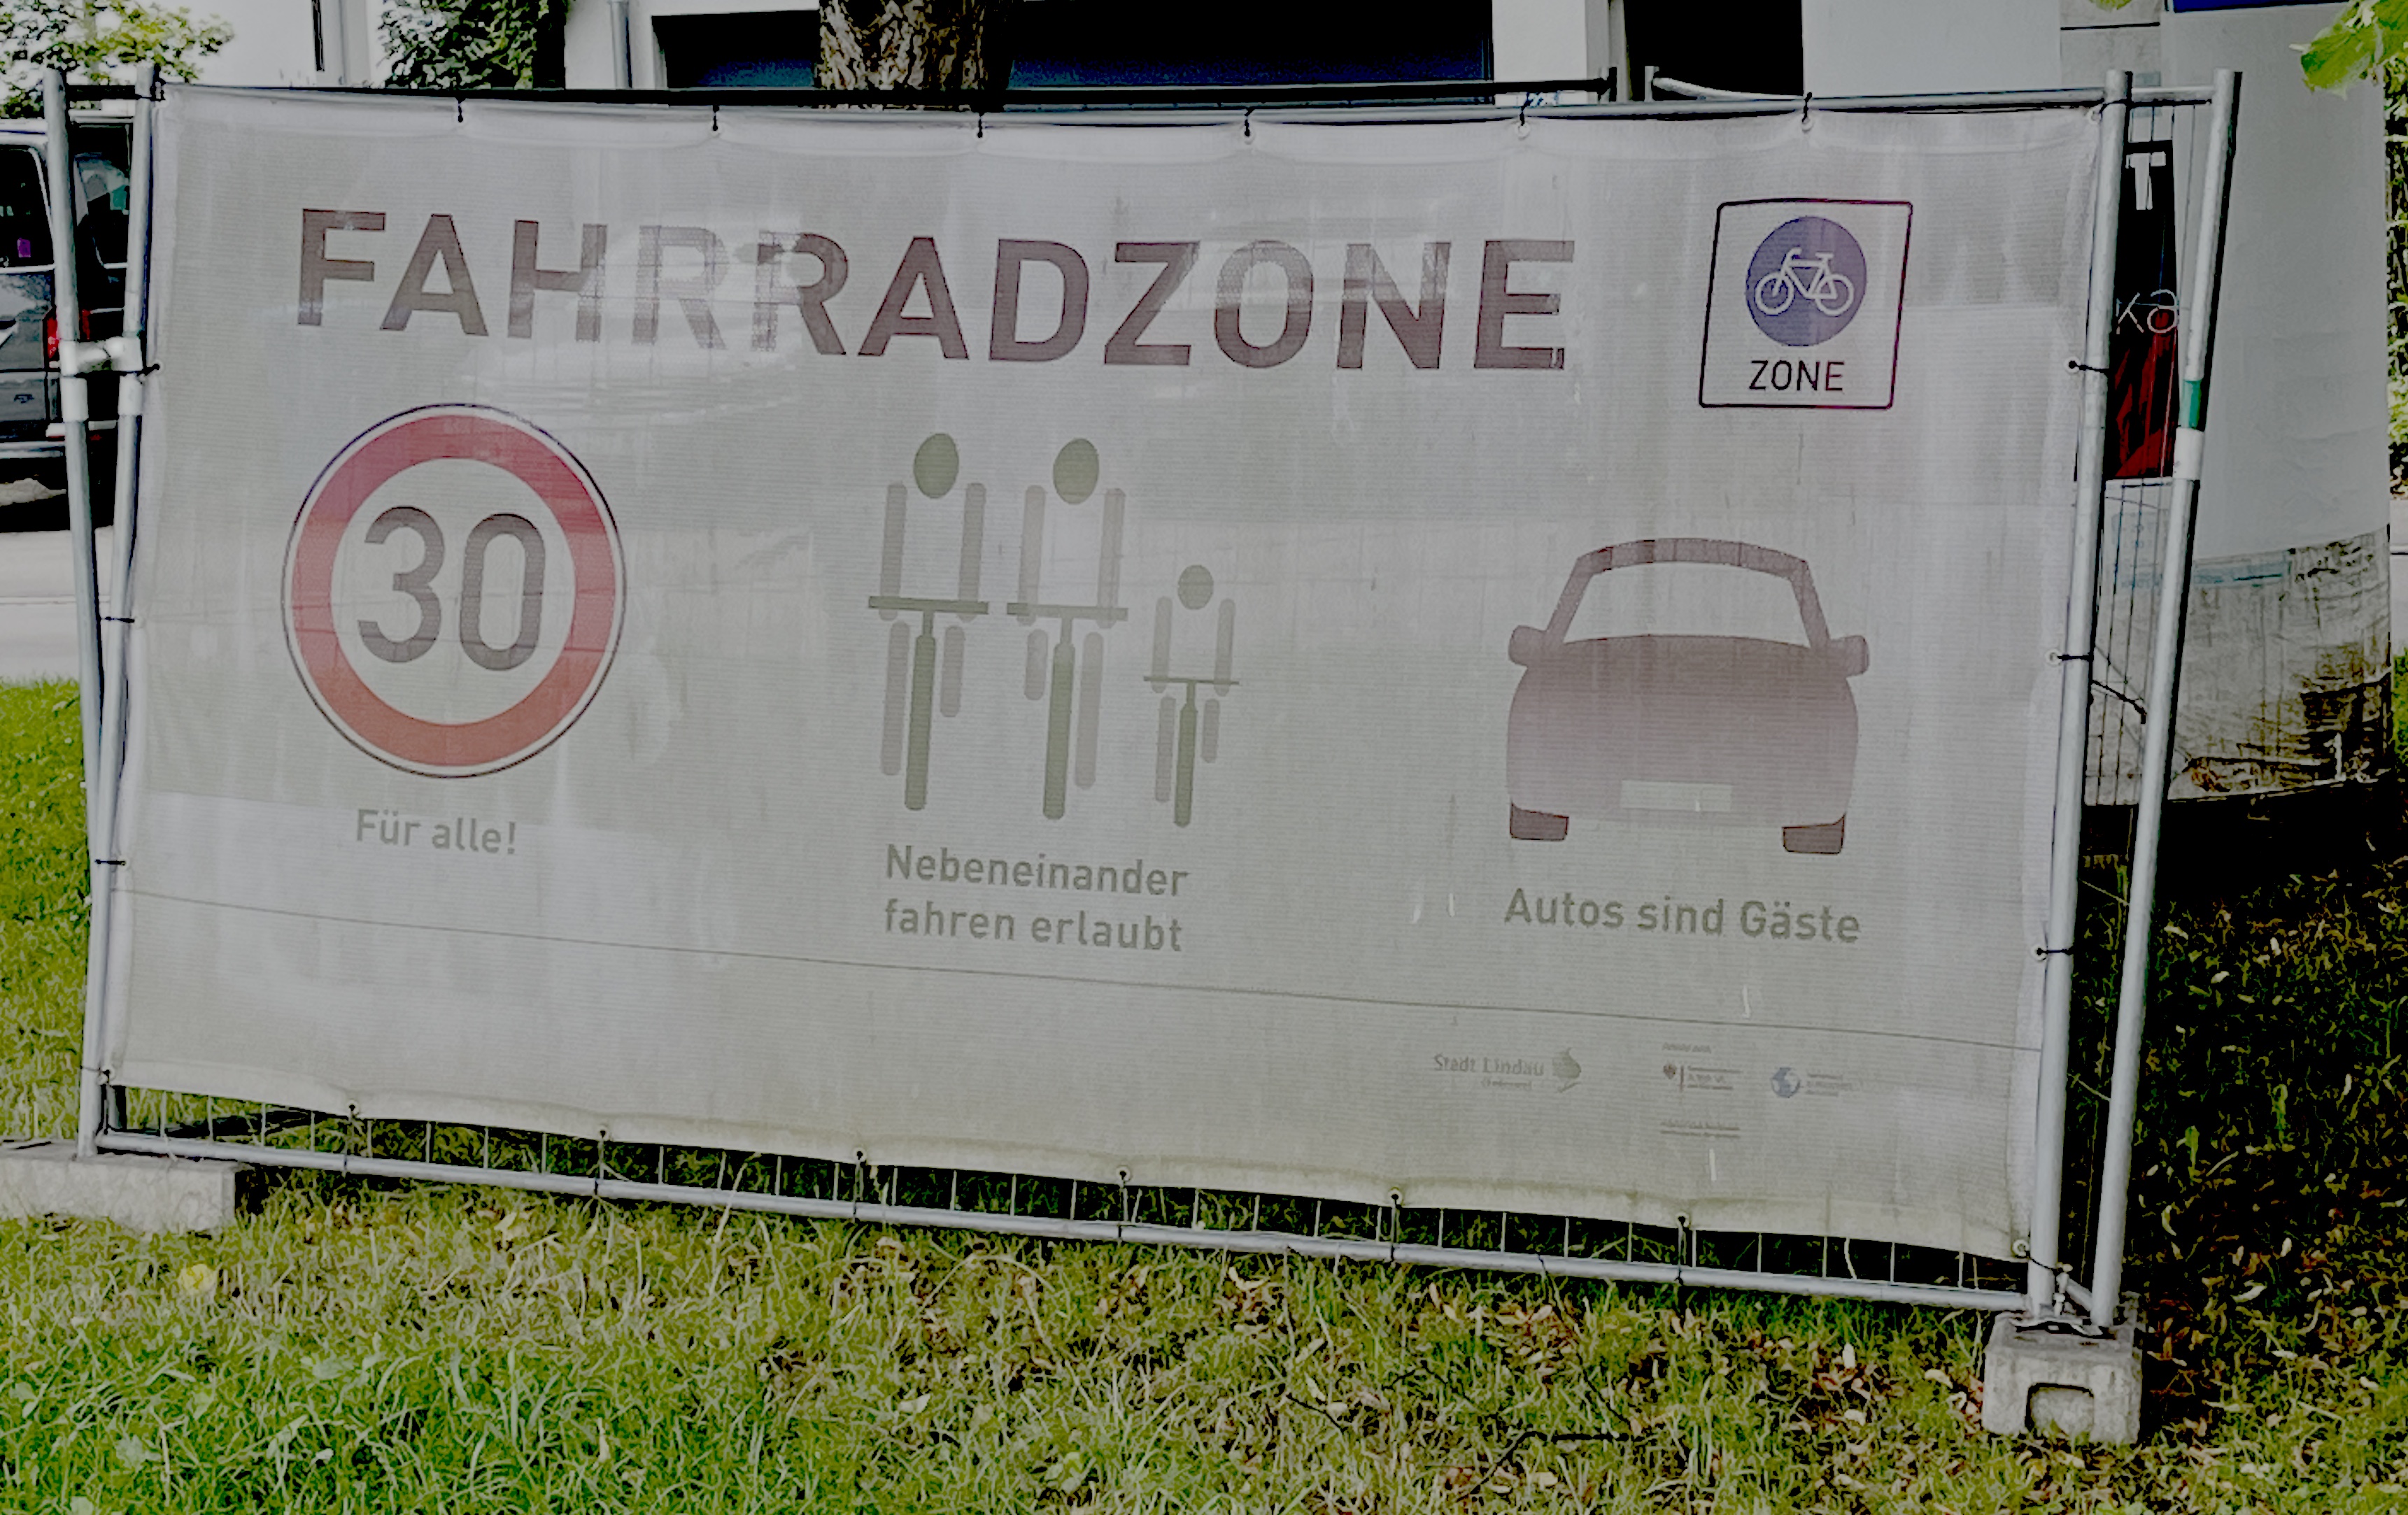 FAHRRADZONE
ZONE
30
Für alle!
Nebeneinander
fahren erlaubt
Autos sind Gäste
Stadt Lindau